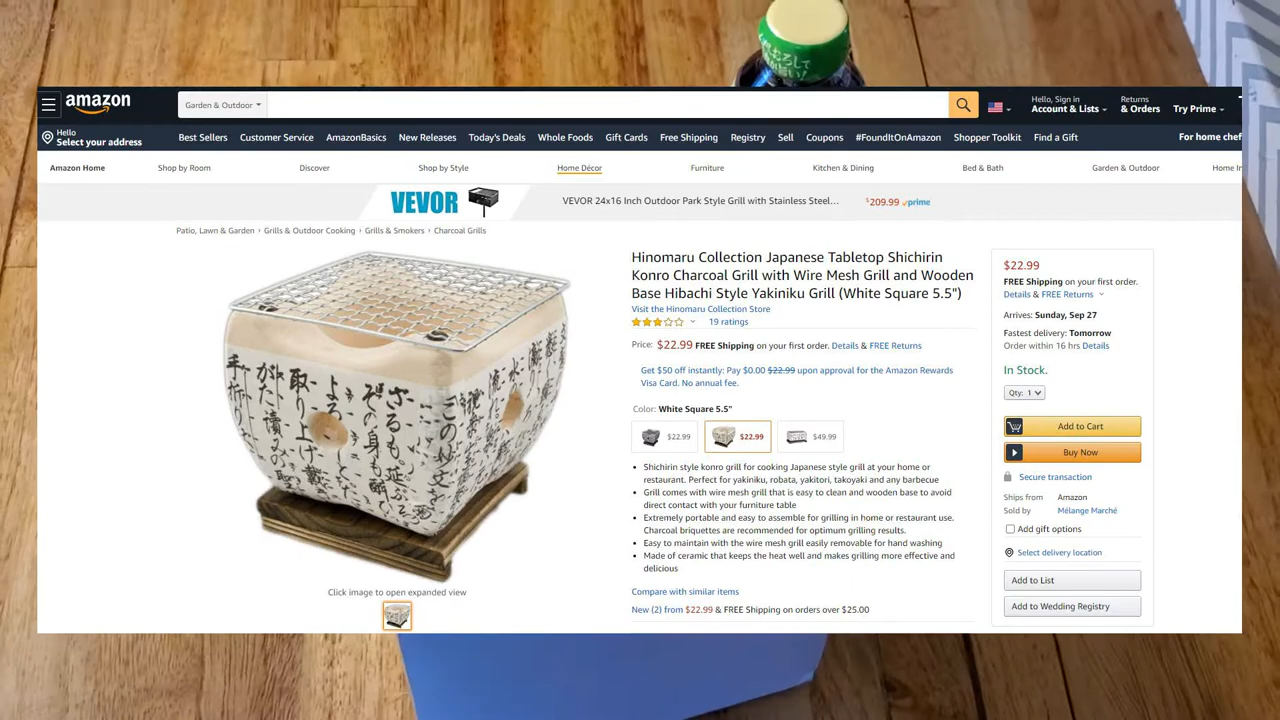 amazon
Garden & Outdoor
Hello, Sign in
Account & Lists
Returns
& Orders
Try Prime
Hello
Select your address
Best Sellers
Customer Service
AmazonBasics
New Releases
Today's Deals
Whole Foods
Gift Cards
Free Shipping
Registry
Sell
Coupons
#FoundItOnAmazon
Shopper Toolkit
Find a Gift
For home chef
Amazon Home
Shop by Room
Discover
Shop by Style
Home Décor
Furniture
Kitchen & Dining
Bed & Bath
Garden & Outdoor
Home In
VEVOR
VEVOR 24x16 Inch Outdoor Park Style Grill with Stainless Steel...
$209.99 prime
Patio, Lawn & Garden › Grills & Outdoor Cooking › Grills & Smokers › Charcoal Grills
Click image to open expanded view
Hinomaru Collection Japanese Tabletop Shichirin
Konro Charcoal Grill with Wire Mesh Grill and Wooden
Base Hibachi Style Yakiniku Grill (White Square 5.5")
Visit the Hinomaru Collection Store
19 ratings
Price: $22.99 FREE Shipping on your first order. Details & FREE Returns
Get $50 off instantly: Pay $0.00 $22.99 upon approval for the Amazon Rewards
Visa Card. No annual fee.
Color: White Square 5.5"
$22.99
$22.99
$49.99
• Shichirin style konro grill for cooking Japanese style grill at your home or
restaurant. Perfect for yakiniku, robata, yakitori, takoyaki and any barbecue
• Grill comes with wire mesh grill that is easy to clean and wooden base to avoid
direct contact with your furniture table
• Extremely portable and easy to assemble for grilling in home or restaurant use.
Charcoal briquettes are recommended for optimum grilling results.
• Easy to maintain with the wire mesh grill easily removable for hand washing
• Made of ceramic that keeps the heat well and makes grilling more effective and
delicious
Compare with similar items
New (2) from $22.99 & FREE Shipping on orders over $25.00
$22.99
FREE Shipping on your first order.
Details & FREE Returns
Arrives: Sunday, Sep 27
Fastest delivery: Tomorrow
Order within 16 hrs Details
In Stock.
Qty: 1
Add to Cart
Buy Now
Secure transaction
Ships from Amazon
Sold by Mélange Marché
Add gift options
Select delivery location
Add to List
Add to Wedding Registry